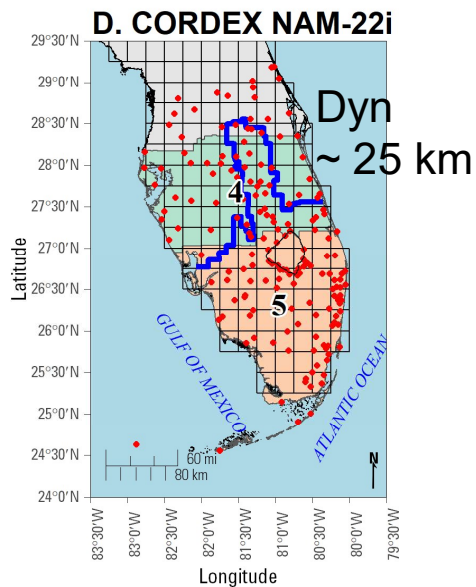 D. CORDEX NAM-22i
29°30'N
29°0'N
28°30'N
28°0'N
27°30'N
27°0'N
26°30'N
26°0'N
25°30'N
25°0'N
24°30'N
24°0'N
Latitude
Dyn
~ 25 km
4
5
GULF OF MEXICO
ATLANTIC OCEAN
60 mi
80 km
N
83°30'W
83°0'W
82°30'W
82°0'W
81°30'W
81°0'W
80°30'W
80°0'W
79°30'W
Longitude